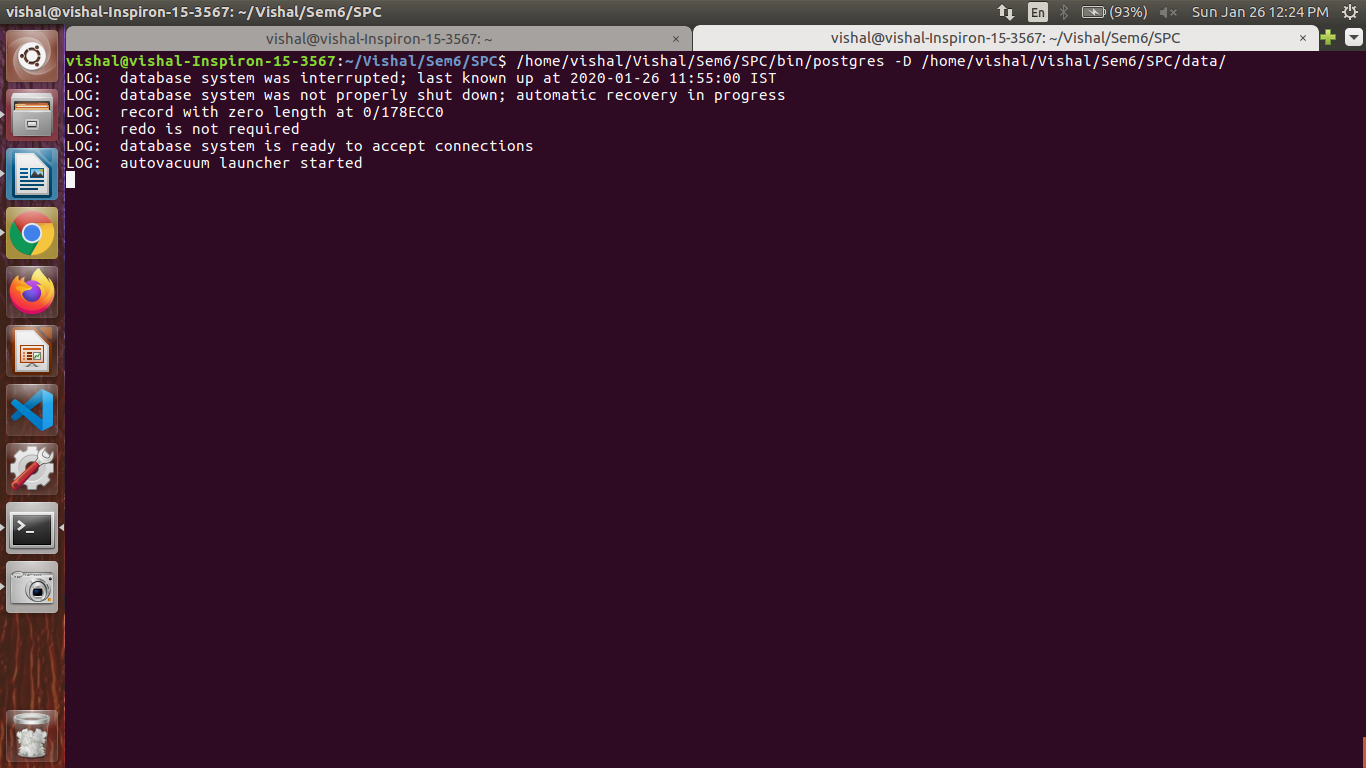 vishal@vishal-Inspiron-15-3567: ~/Vishal/Sem6/SPC
En
(93%)
Sun Jan 26 12:24 PM
vishal@vishal-Inspiron-15-3567: ~
×
vishal@vishal-Inspiron-15-3567: ~/Vishal/Sem6/SPC
×
vishal@vishal-Inspiron-15-3567:~/Vishal/Sem6/SPC$ /home/vishal/Vishal/Sem6/SPC/bin/postgres -D /home/vishal/Vishal/Sem6/SPC/data/
LOG:  database system was interrupted; last known up at 2020-01-26 11:55:00 IST
LOG:  database system was not properly shut down; automatic recovery in progress
LOG:  record with zero length at 0/178ECC0
LOG:  redo is not required
LOG:  database system is ready to accept connections
LOG:  autovacuum launcher started